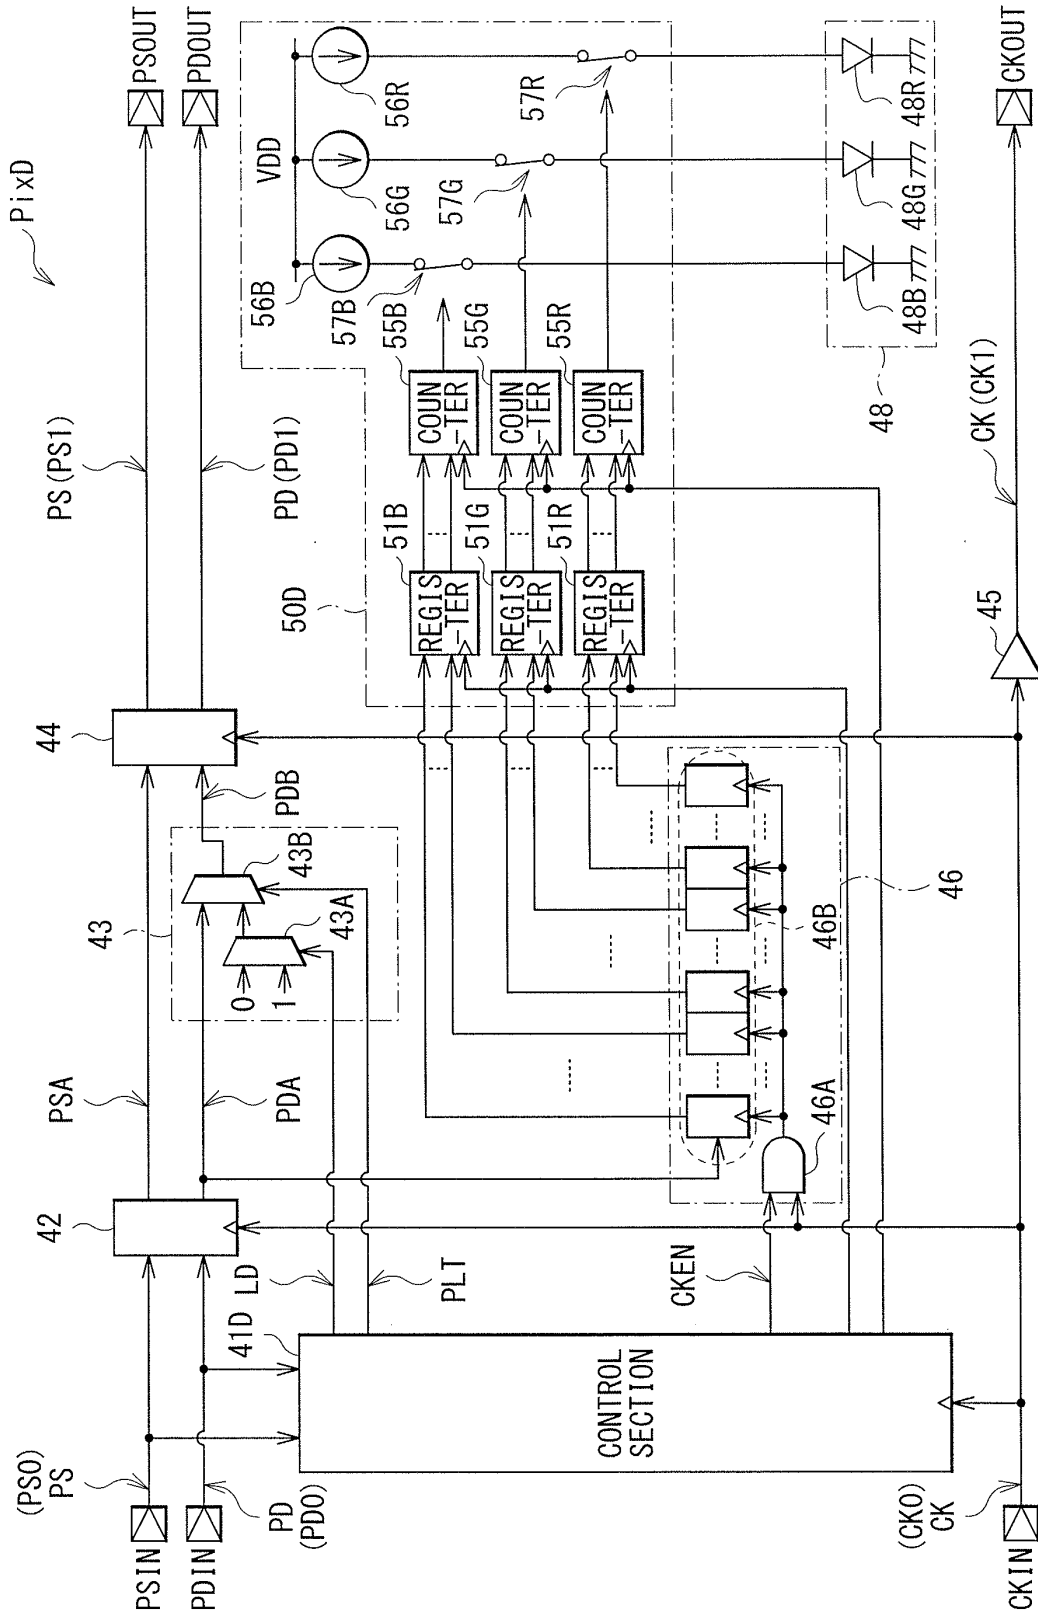 PixD
PSIN
(PS0)
PS
PSA
PS(PS1)
PSOUT
PDIN
PD
(PD0)
42
PDA
43
43A
43B
0
1
PDB
44
PD(PD1)
PDOUT
LD
PLT
41D
CONTROL
SECTION
CKEN
46A
46B
46
50D
51B
REGIS
-TER
51G
REGIS
-TER
51R
REGIS
-TER
55B
COUN
-TER
55G
COUN
-TER
55R
COUN
-TER
VDD
56B
56G
56R
57B
57G
57R
48B
48G
48R
48
CKIN
(CK0)
CK
45
CK(CK1)
CKOUT